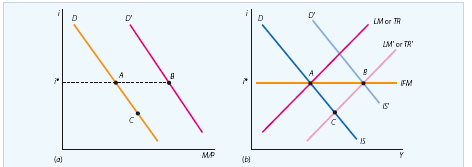 i
D
D'
i*
A
B
C
(a)
M/P
i
D
D'
LM or TR
LM' or TR'
i*
A
B
IFM
IS'
C
IS
(b)
Y